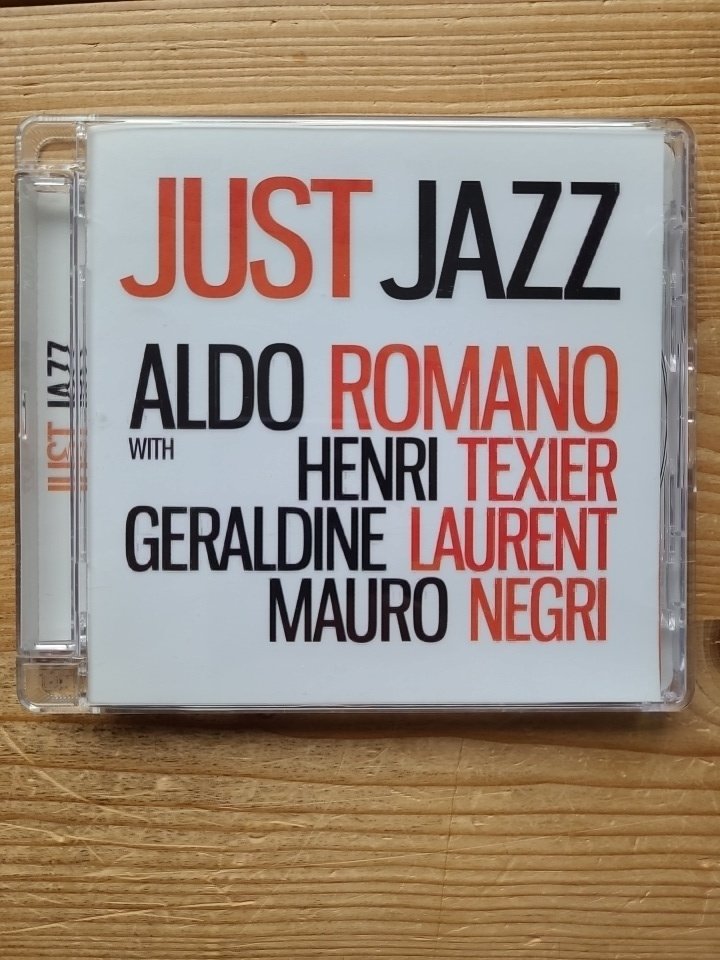 JUST JAZZ
ALDO ROMANO
WITH HENRI TEXIER
GERALDINE LAURENT
MAURO NEGRI
JUST JAZZ